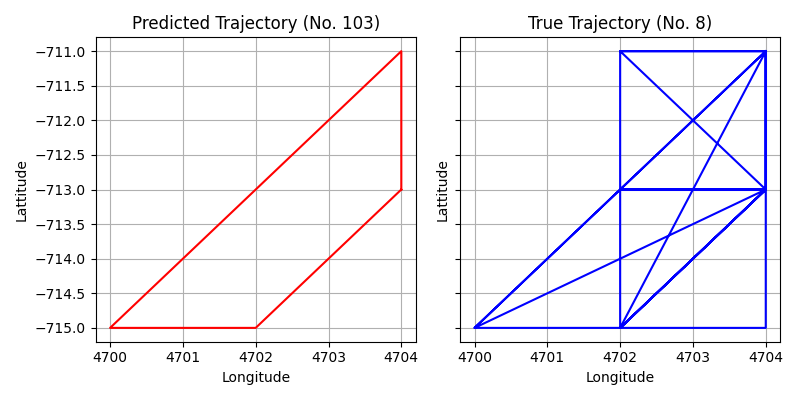 Predicted Trajectory (No. 103)
True Trajectory (No. 8)
Lattitude
−711.0
−711.5
−712.0
−712.5
−713.0
−713.5
−714.0
−714.5
−715.0
4700 4701 4702 4703 4704
Longitude
Lattitude
4700 4701 4702 4703 4704
Longitude